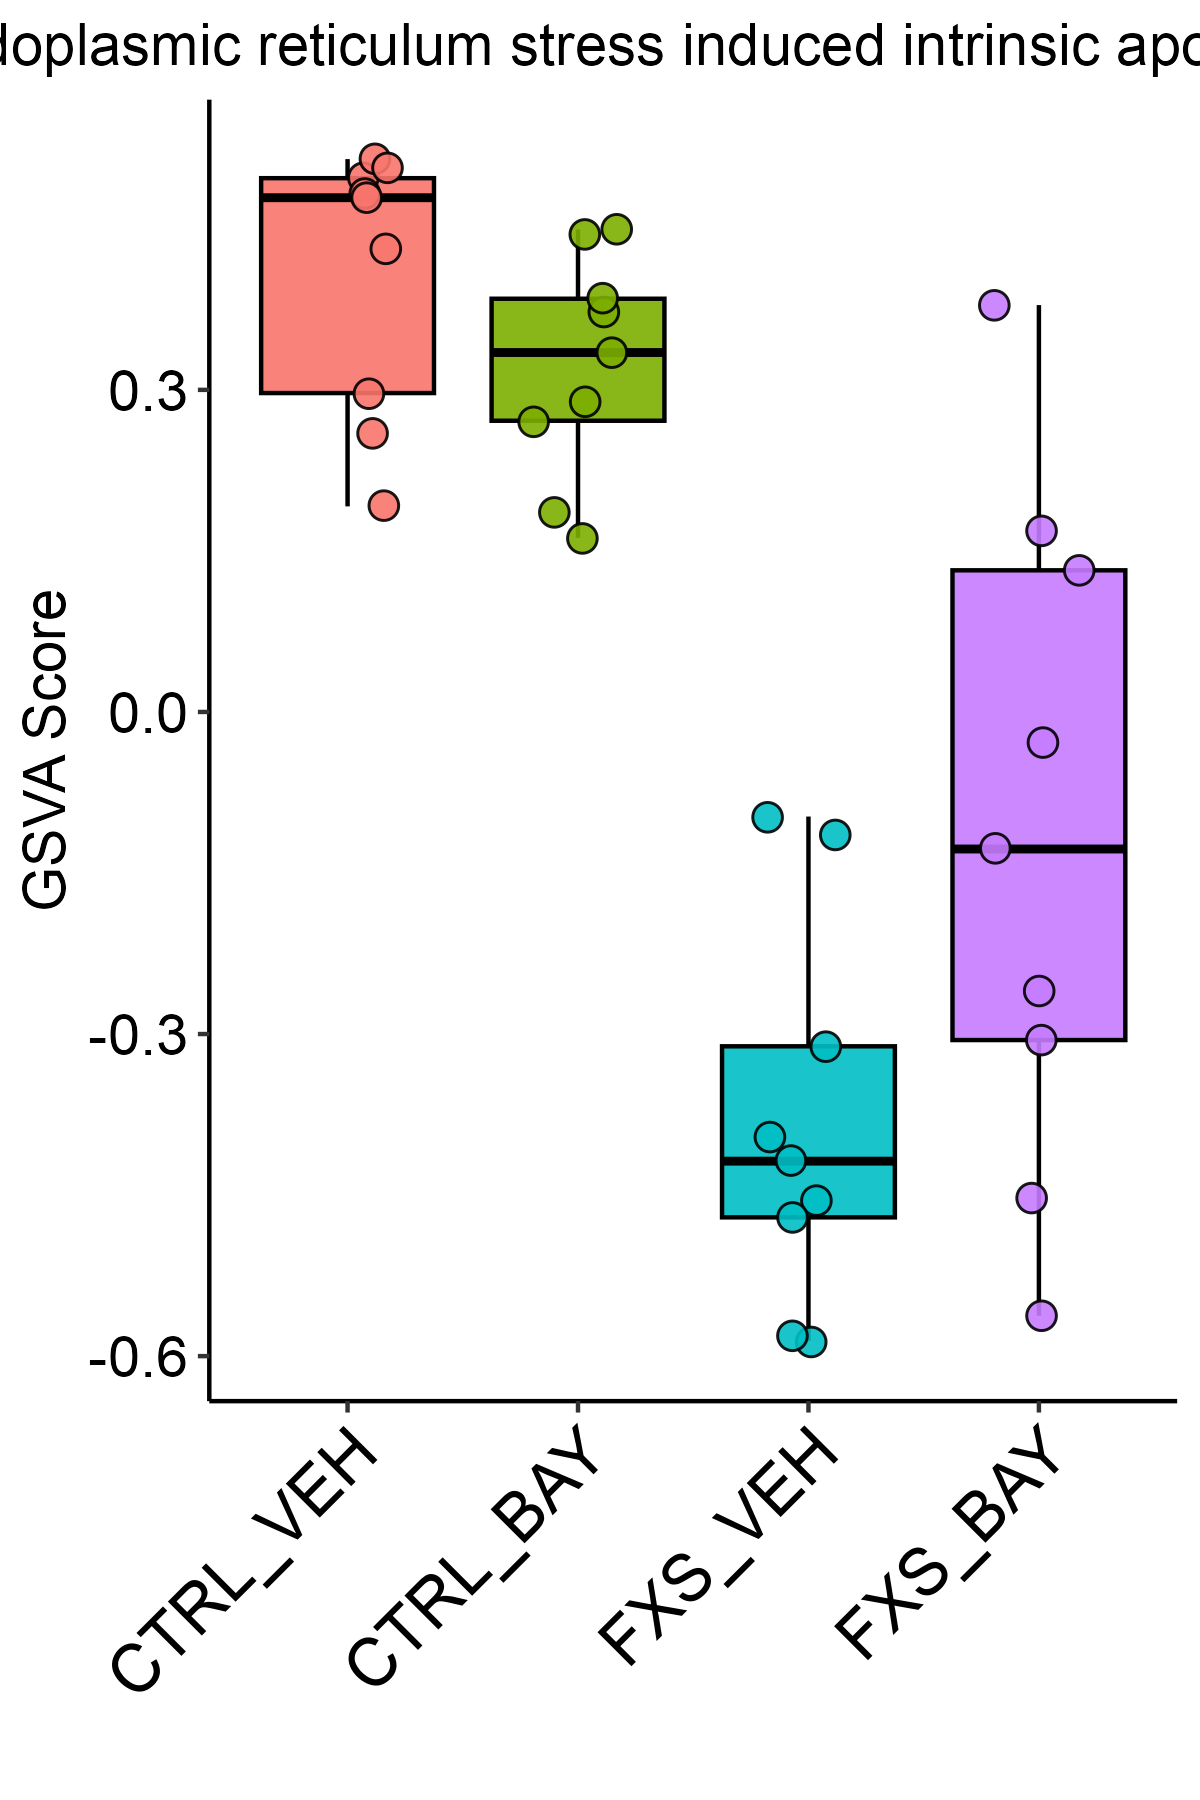 doplasmic reticulum stress induced intrinsic apo
GSVA Score
0.3
0.0
-0.3
-0.6
CTRL_VEH
CTRL_BAY
FXS_VEH
FXS_BAY